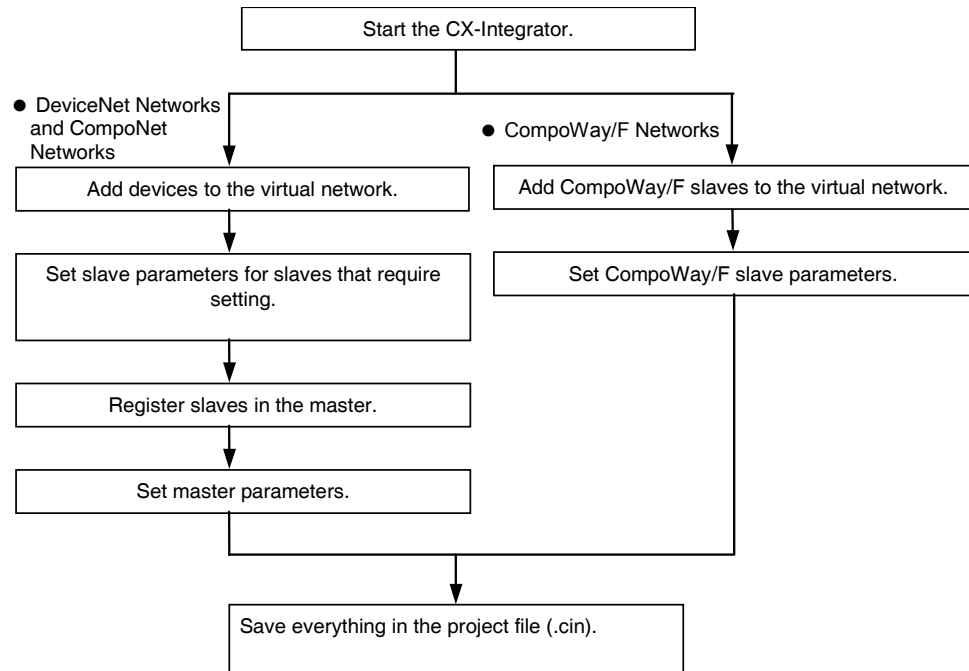 Start the CX-Integrator.
● DeviceNet Networks
and CompoNet
Networks
● CompoWay/F Networks
Add devices to the virtual network.
Add CompoWay/F slaves to the virtual network.
Set slave parameters for slaves that require
setting.
Set CompoWay/F slave parameters.
Register slaves in the master.
Set master parameters.
Save everything in the project file (.cin).